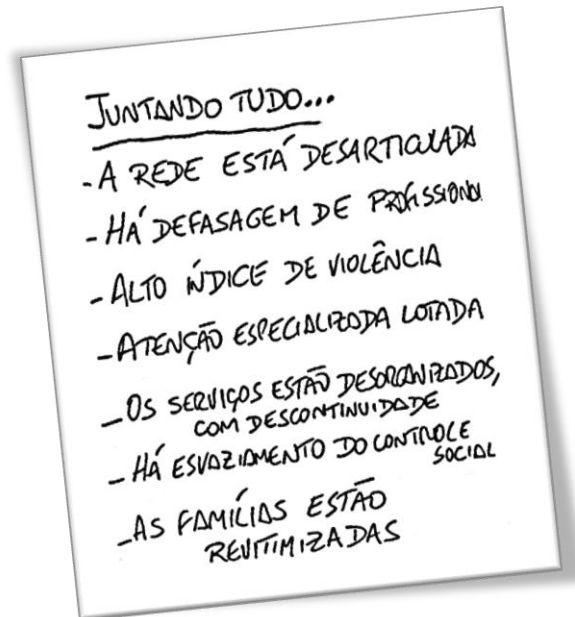 JUNTANDO TUDO...
- A REDE ESTÁ DESARTICULADA
- HÁ DEFASAGEM DE PROFISSIONAL
- ALTO ÍNDICE DE VIOLÊNCIA
- ATENÇÃO ESPECIALIZADA LOTADA
- OS SERVIÇOS ESTÃO DESORGANIZADOS,
COM DESCONTINUIDADE
- HÁ ESVAZIAMENTO DO CONTROLE
SOCIAL
- AS FAMÍLIAS ESTÃO
REVITIMIZADAS